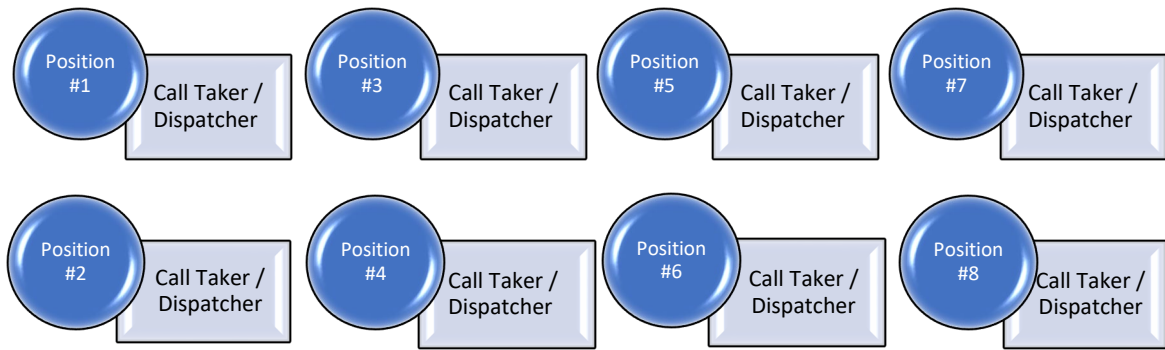 Position
#1
Call Taker /
Dispatcher
Position
#3
Call Taker /
Dispatcher
Position
#5
Call Taker /
Dispatcher
Position
#7
Call Taker /
Dispatcher
Position
#2
Call Taker /
Dispatcher
Position
#4
Call Taker /
Dispatcher
Position
#6
Call Taker /
Dispatcher
Position
#8
Call Taker /
Dispatcher